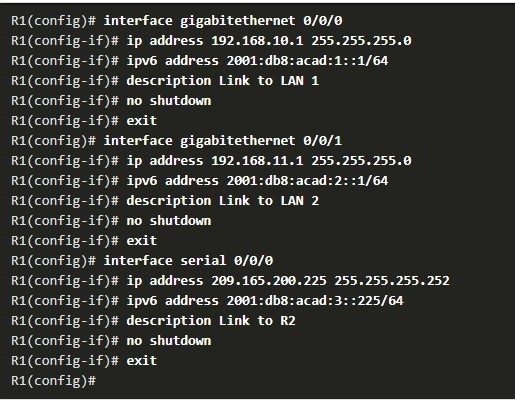 R1(config)# interface gigabitethernet 0/0/0
R1(config-if)# ip address 192.168.10.1 255.255.255.0
R1(config-if)# ipv6 address 2001:db8:acad:1::1/64
R1(config-if)# description Link to LAN 1
R1(config-if)# no shutdown
R1(config-if)# exit
R1(config)# interface gigabitethernet 0/0/1
R1(config-if)# ip address 192.168.11.1 255.255.255.0
R1(config-if)# ipv6 address 2001:db8:acad:2::1/64
R1(config-if)# description Link to LAN 2
R1(config-if)# no shutdown
R1(config-if)# exit
R1(config)# interface serial 0/0/0
R1(config-if)# ip address 209.165.200.225 255.255.255.252
R1(config-if)# ipv6 address 2001:db8:acad:3::225/64
R1(config-if)# description Link to R2
R1(config-if)# no shutdown
R1(config-if)# exit
R1(config)#